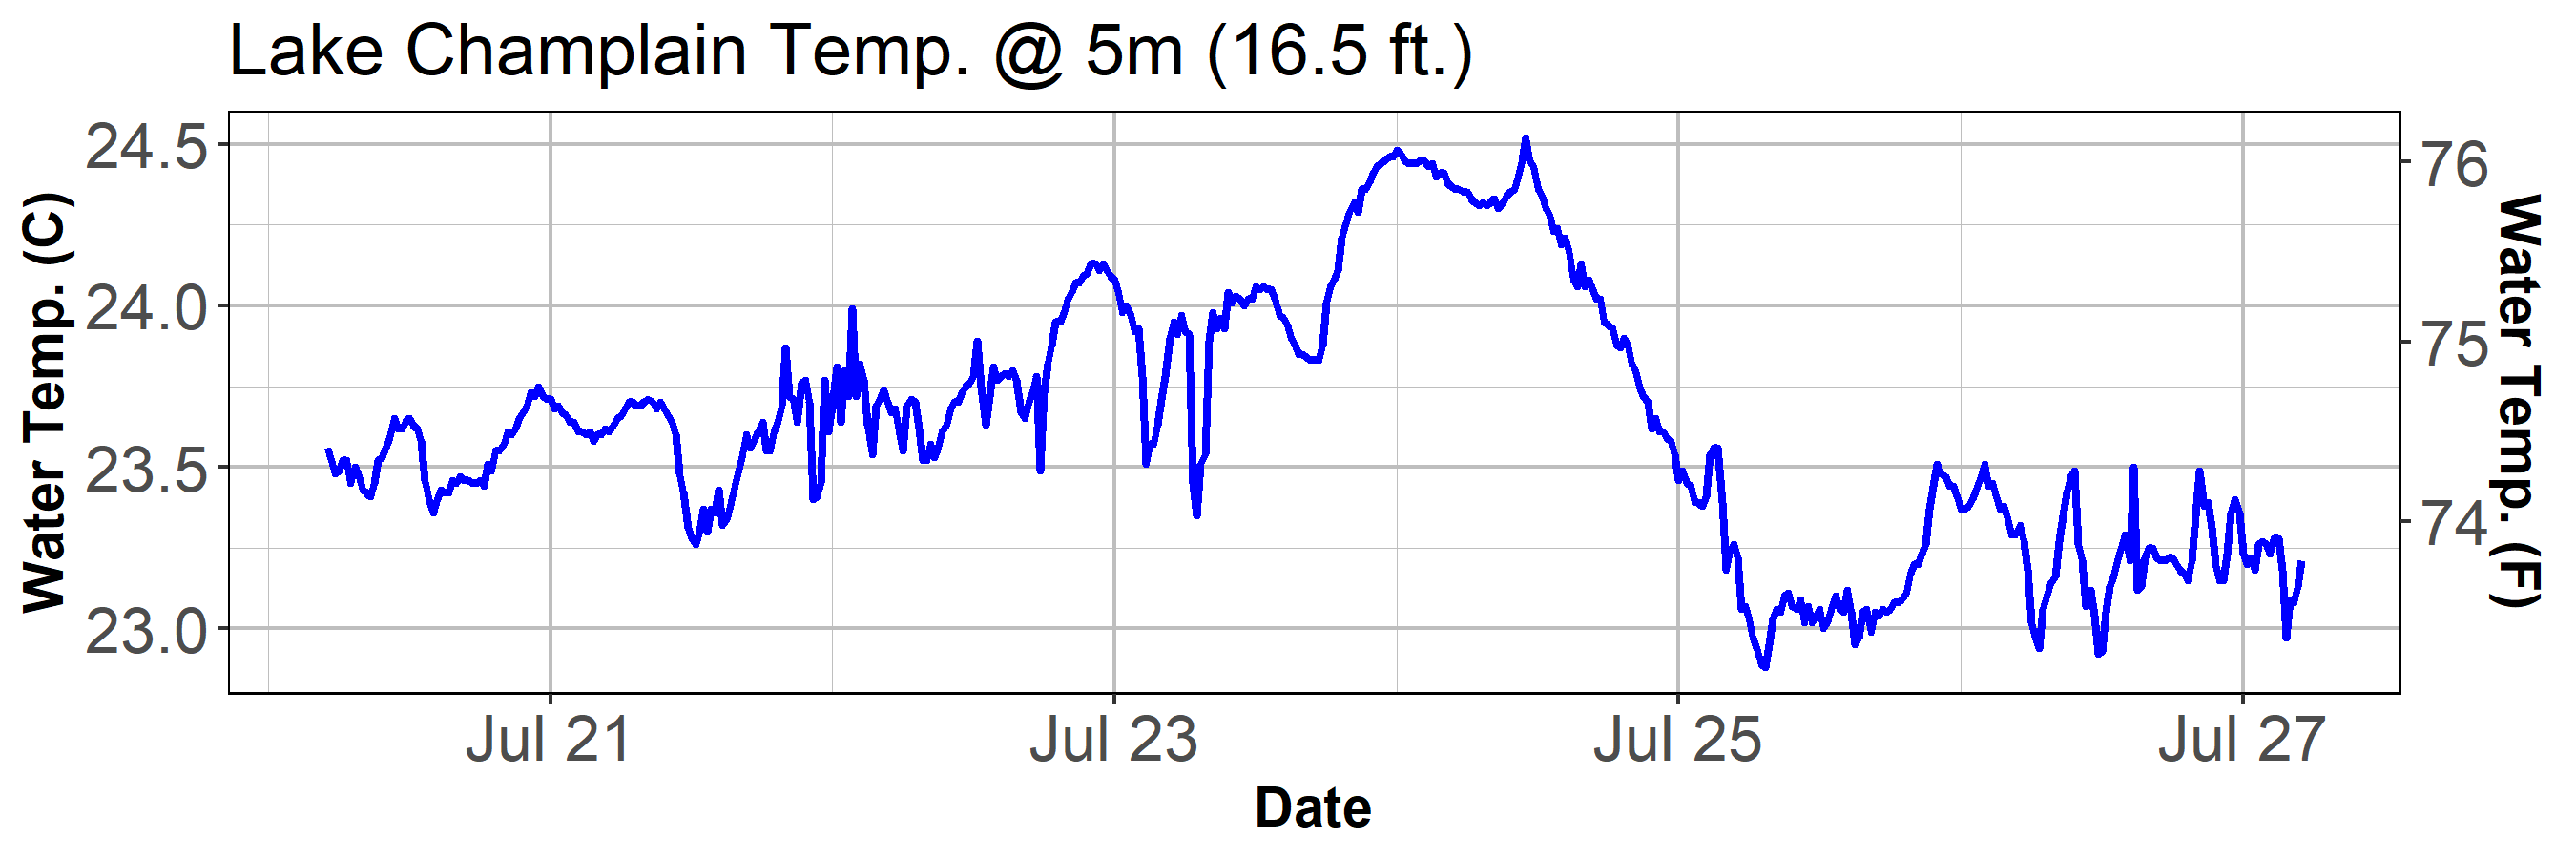 Lake Champlain Temp. @ 5m (16.5 ft.)
Water Temp. (C)
24.5
24.0
23.5
23.0
76
75
74
Water Temp. (F)
Jul 21 Jul 23 Jul 25 Jul 27
Date